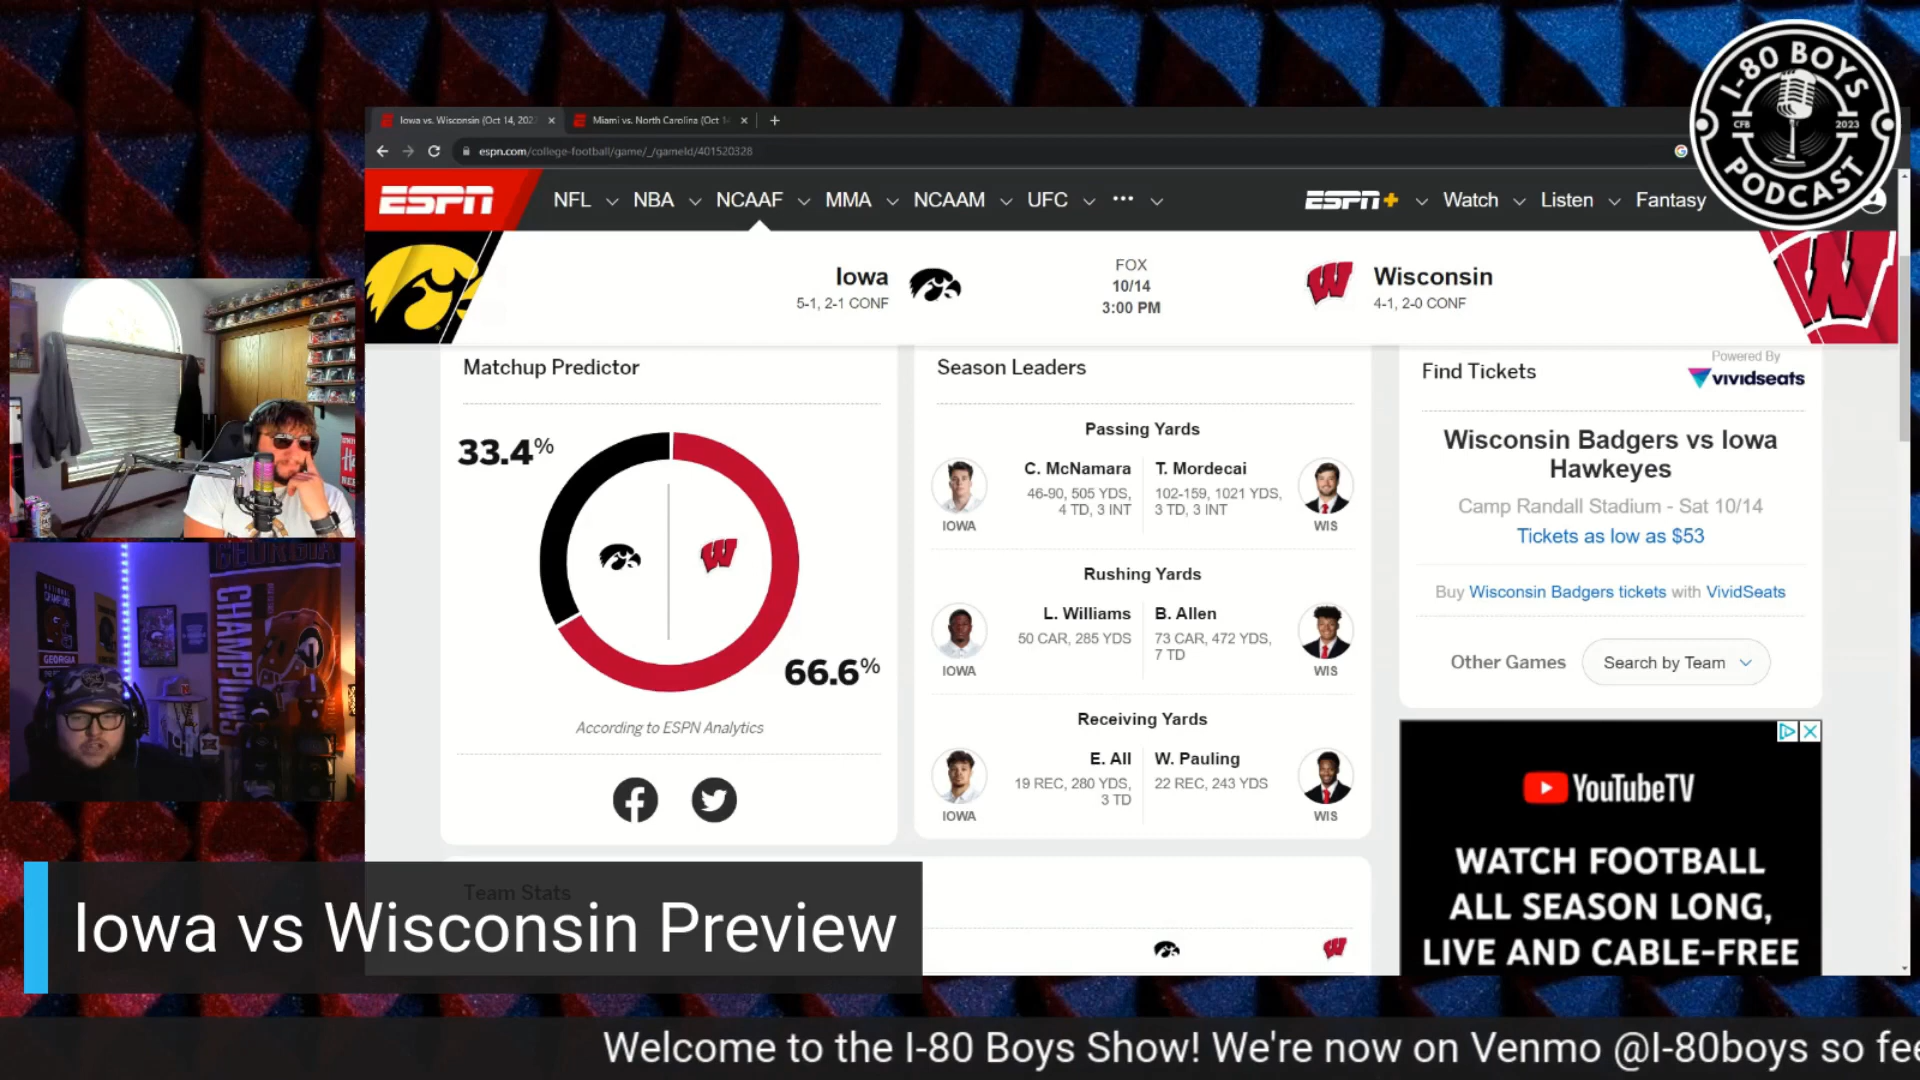 I-80 BOYS
CFB 2023
PODCAST
Iowa vs. Wisconsin (Oct 14, 202
Miami vs. North Carolina (Oct 1
espn.com/college-football/game/_/gameId/401520328
ESPN NFL NBA NCAAF MMA NCAAM UFC ••• ESPN+ Watch Listen Fantasy
Iowa
5-1, 2-1 CONF
FOX
10/14
3:00 PM
Wisconsin
4-1, 2-0 CONF
Matchup Predictor
33.4%
66.6%
According to ESPN Analytics
Season Leaders
Passing Yards
C. McNamara
46-90, 505 YDS,
4 TD, 3 INT
IOWA
T. Mordecai
102-159, 1021 YDS,
3 TD, 3 INT
WIS
Rushing Yards
L. Williams
50 CAR, 285 YDS
IOWA
B. Allen
73 CAR, 472 YDS,
7 TD
WIS
Receiving Yards
E. All
19 REC, 280 YDS,
3 TD
IOWA
W. Pauling
22 REC, 243 YDS
WIS
Find Tickets
Powered By
vividseats
Wisconsin Badgers vs Iowa
Hawkeyes
Camp Randall Stadium - Sat 10/14
Tickets as low as $53
Buy Wisconsin Badgers tickets with VividSeats
Other Games
Search by Team
YouTubeTV
WATCH FOOTBALL
ALL SEASON LONG,
LIVE AND CABLE-FREE
GEORGIA
CHAMPIONS
GEORGIA
Team Stats
Iowa vs Wisconsin Preview
Welcome to the I-80 Boys Show! We're now on Venmo @I-80boys so fee